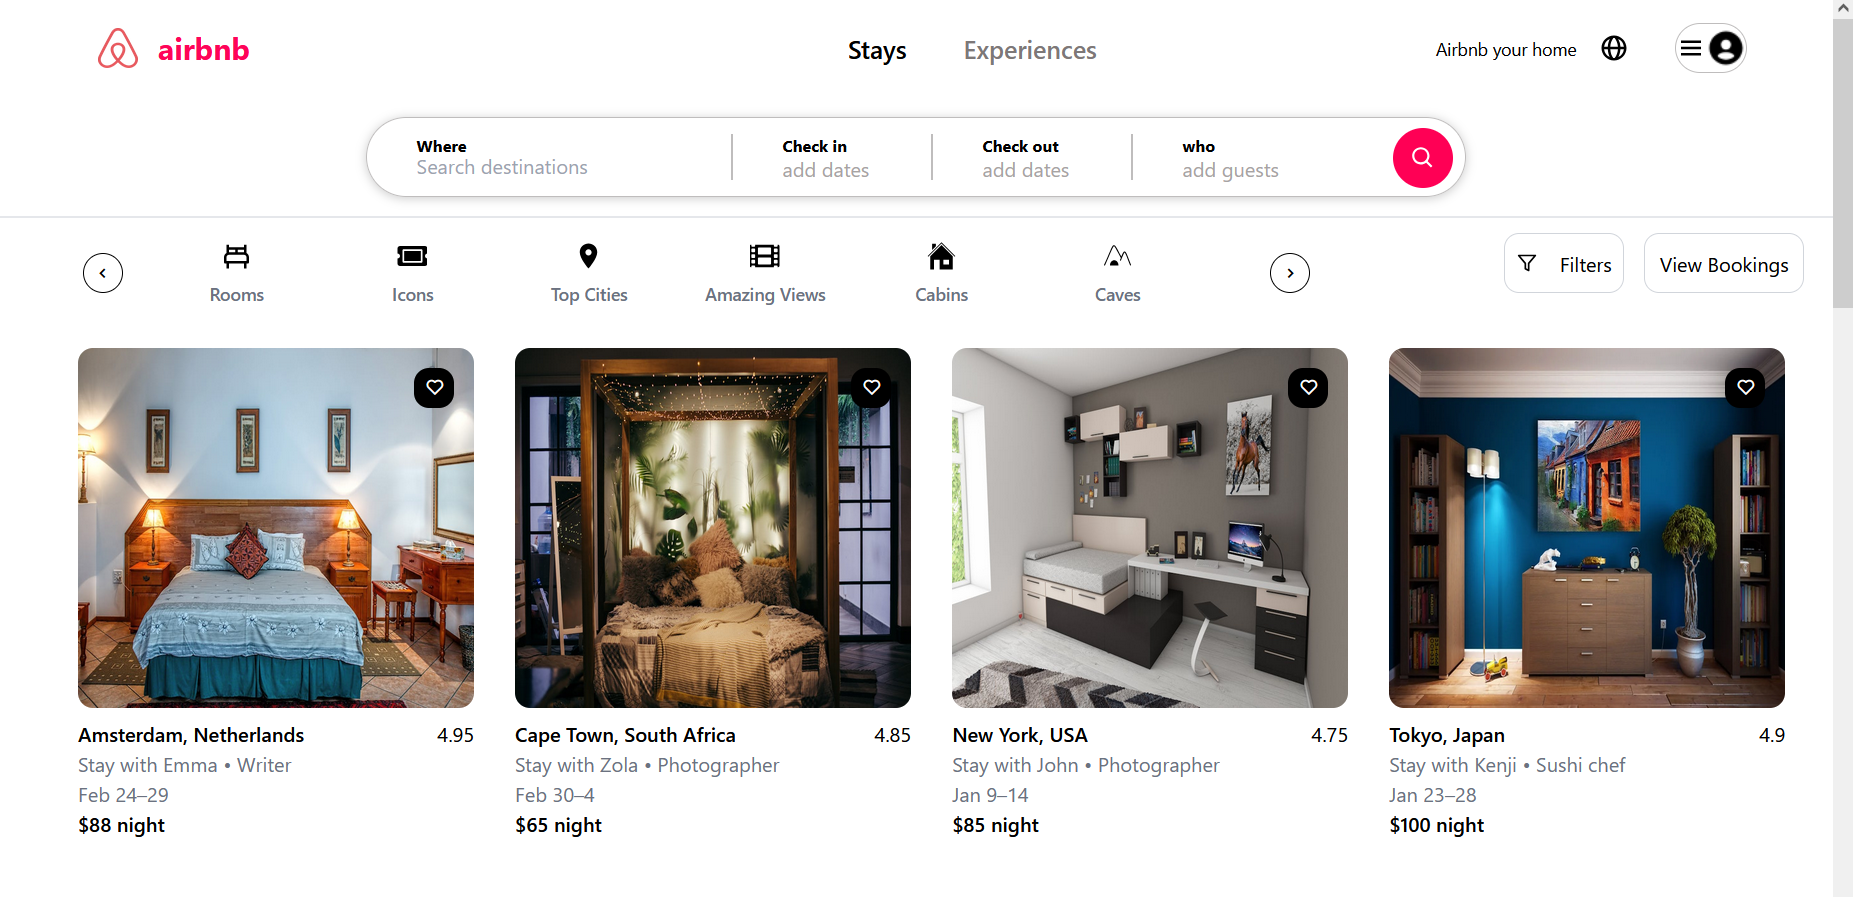 airbnb
Stays
Experiences
Airbnb your home
Where
Search destinations
Check in
add dates
Check out
add dates
who
add guests
Rooms
Icons
Top Cities
Amazing Views
Cabins
Caves
Filters
View Bookings
Amsterdam, Netherlands 4.95
Stay with Emma • Writer
Feb 24–29
$88 night
Cape Town, South Africa 4.85
Stay with Zola • Photographer
Feb 30–4
$65 night
New York, USA 4.75
Stay with John • Photographer
Jan 9–14
$85 night
Tokyo, Japan 4.9
Stay with Kenji • Sushi chef
Jan 23–28
$100 night